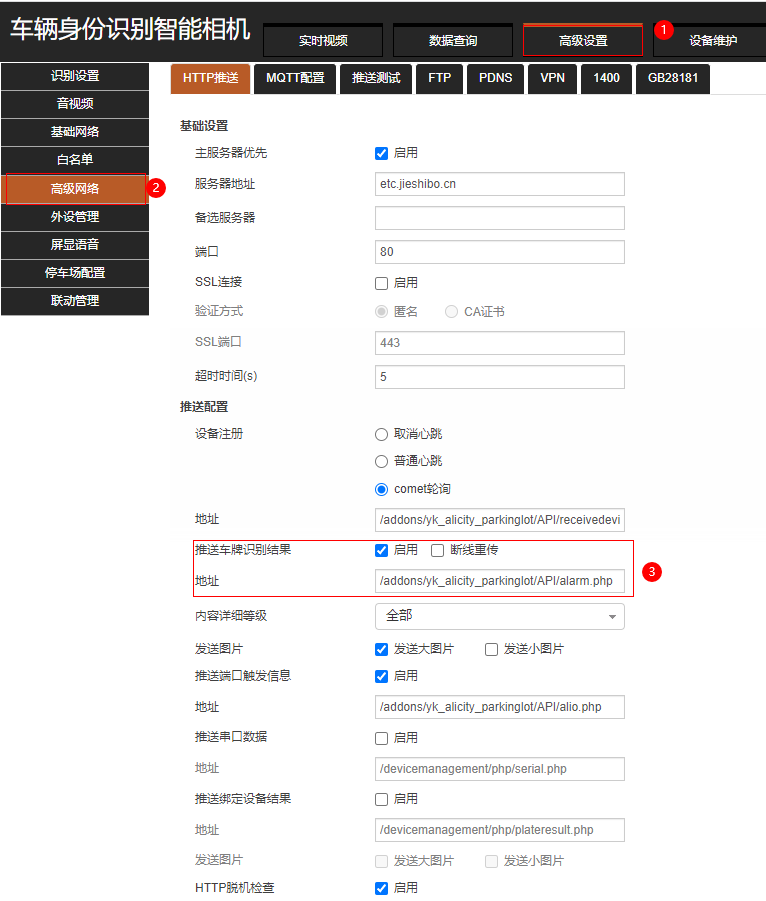 车辆身份识别智能相机
实时视频 数据查询 高级设置 1 设备维护
识别设置
音视频
基础网络
白名单
高级网络 2
外设管理
屏显语音
停车场配置
联动管理
HTTP推送 MQTT配置 推送测试 FTP PDNS VPN 1400 GB28181
基础设置
主服务器优先 启用
服务器地址 etc.jieshibo.cn
备选服务器
端口 80
SSL连接 启用
验证方式 匿名 CA证书
SSL端口 443
超时时间(s) 5
推送配置
设备注册 取消心跳
普通心跳
comet轮询
地址 /addons/yk_alicity_parkinglot/API/receivedevi
推送车牌识别结果 启用 断线重传
地址 /addons/yk_alicity_parkinglot/API/alarm.php 3
内容详细等级 全部
发送图片 发送大图片 发送小图片
推送端口触发信息 启用
地址 /addons/yk_alicity_parkinglot/API/alio.php
推送串口数据 启用
地址 /devicemanagement/php/serial.php
推送绑定设备结果 启用
地址 /devicemanagement/php/plateresult.php
发送图片 发送大图片 发送小图片
HTTP脱机检查 启用